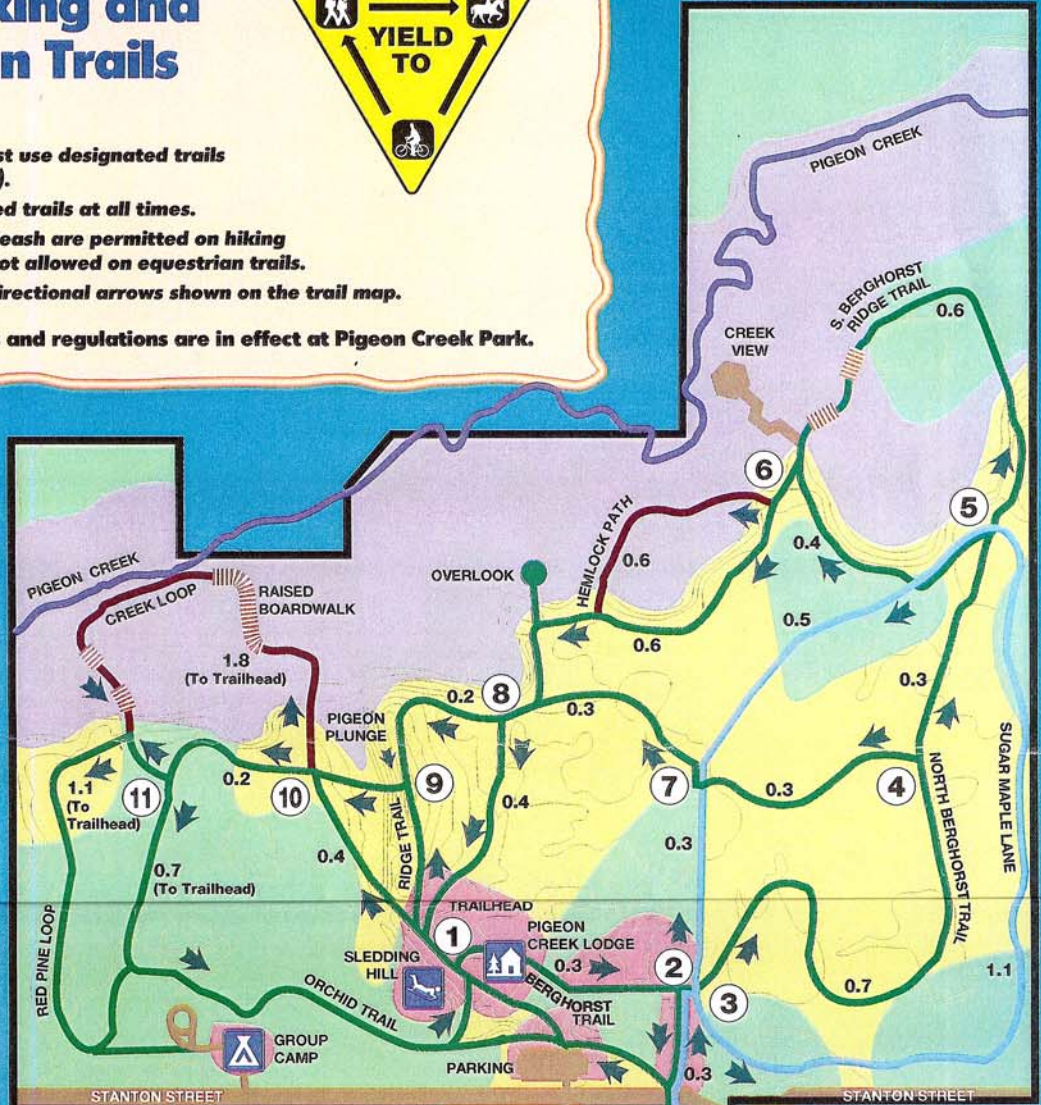 king and
n Trails
YIELD
TO
st use designated trails
).
ed trails at all times.
eash are permitted on hiking
ot allowed on equestrian trails.
irectional arrows shown on the trail map.
s and regulations are in effect at Pigeon Creek Park.
PIGEON CREEK
S. BERGHORST
RIDGE TRAIL
0.6
CREEK
VIEW
6
5
HEMLOCK PATH
0.6
0.4
OVERLOOK
PIGEON CREEK
CREEK LOOP
RAISED
BOARDWALK
0.5
0.6
1.8
(To Trailhead)
0.3
0.2
8
0.3
PIGEON
PLUNGE
SUGAR MAPLE LANE
NORTH BERGHORST TRAIL
1.1
(To
Trailhead)
11
0.2
10
9
7
0.3
4
0.4
RIDGE TRAIL
0.4
0.3
0.7
(To Trailhead)
TRAILHEAD
1
PIGEON
CREEK LODGE
SLEDDING
HILL
0.3
2
3
0.7
1.1
RED PINE LOOP
ORCHID TRAIL
BERGHORST
TRAIL
GROUP
CAMP
PARKING
0.3
STANTON STREET
STANTON STREET